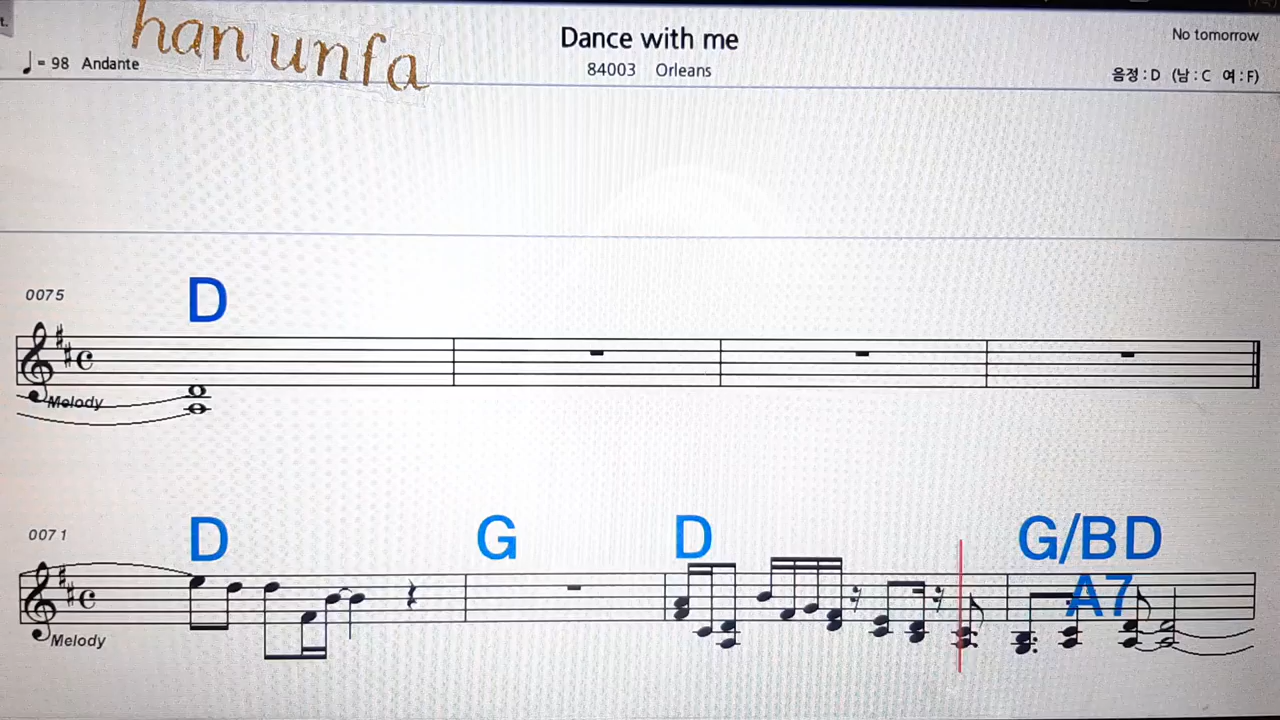 han unfa
Dance with me
No tomorrow
♩= 98 Andante
84003 Orleans
음정 : D (남 : C 여 : F)
0075
D
Melody
0071
D G D G/B D
A7
Melody